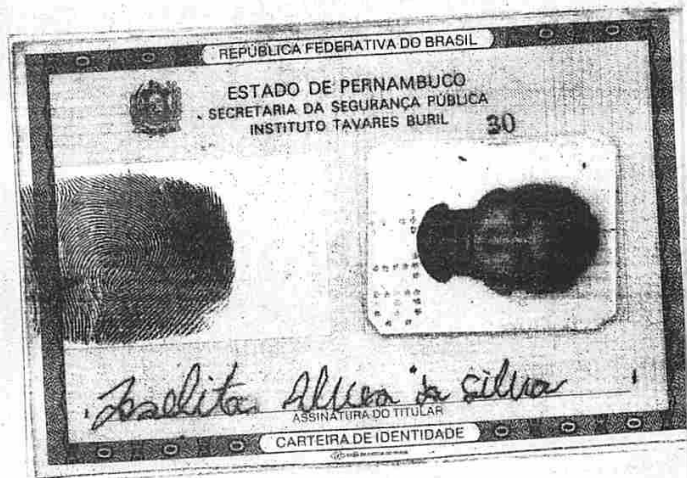 REPÚBLICA FEDERATIVA DO BRASIL
ESTADO DE PERNAMBUCO
SECRETARIA DA SEGURANÇA PÚBLICA
INSTITUTO TAVARES BURIL
30
Joselita Alves da Silva
ASSINATURA DO TITULAR
CARTEIRA DE IDENTIDADE